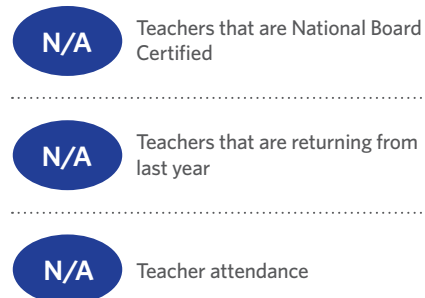 N/A
Teachers that are National Board
Certified
N/A
Teachers that are returning from
last year
N/A
Teacher attendance